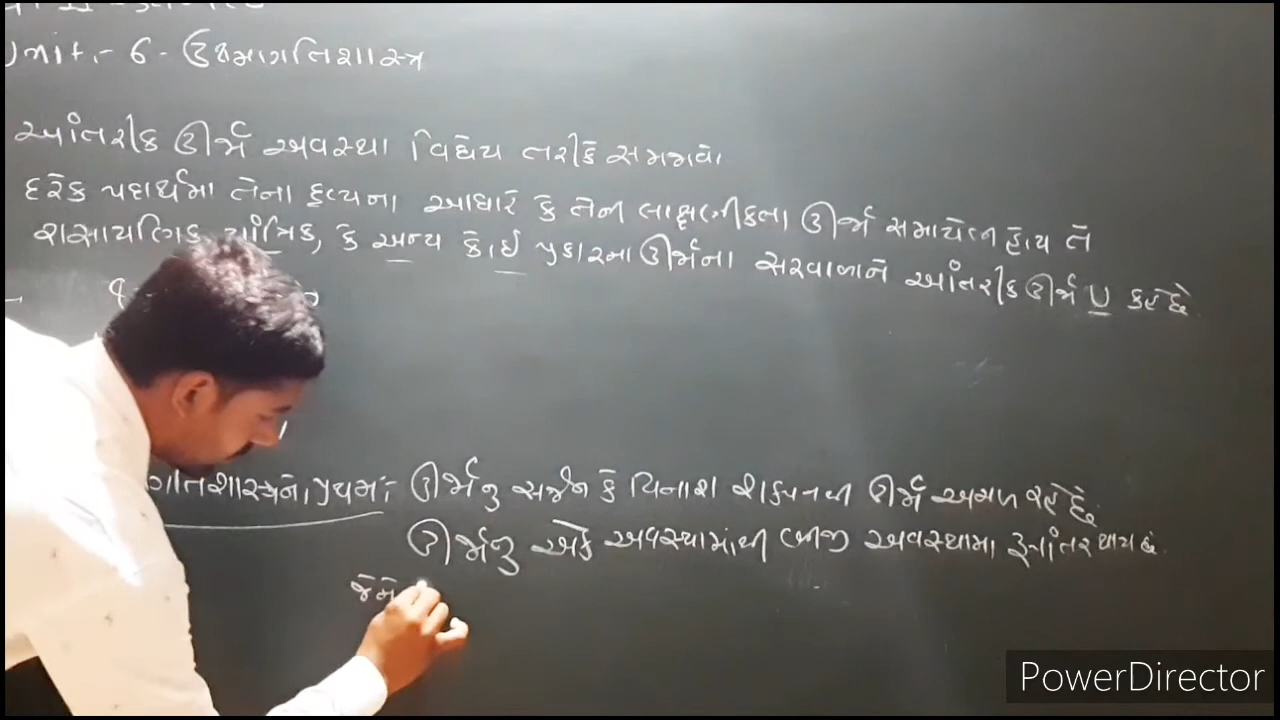 Unit.- 6 - ઉષ્માગતિશાસ્ત્ર
આંતરીક ઊર્જા અવસ્થા વિધેય તરીકે સમજાવો
દરેક પદાર્થમા તેના દ્રવ્યના આધારે કે તેની લાક્ષણીકતા ઊર્જા સમાયેલ હોય તે
રાસાયણિક, યાંત્રિક, કે અન્ય કોઇ પ્રકારના ઊર્જાના સરવાળાને આંતરીક ઊર્જા U કહે છે
ગતિશાસ્ત્રનો પ્રથમઃ ઊર્જાનુ સર્જન કે વિનાશ શક્ય નથી ઊર્જા અચળ રહે છે
ઊર્જાનુ એક અવસ્થામાંથી બીજી અવસ્થામા રૂપાંતર થાય છે.
જેમ
PowerDirector